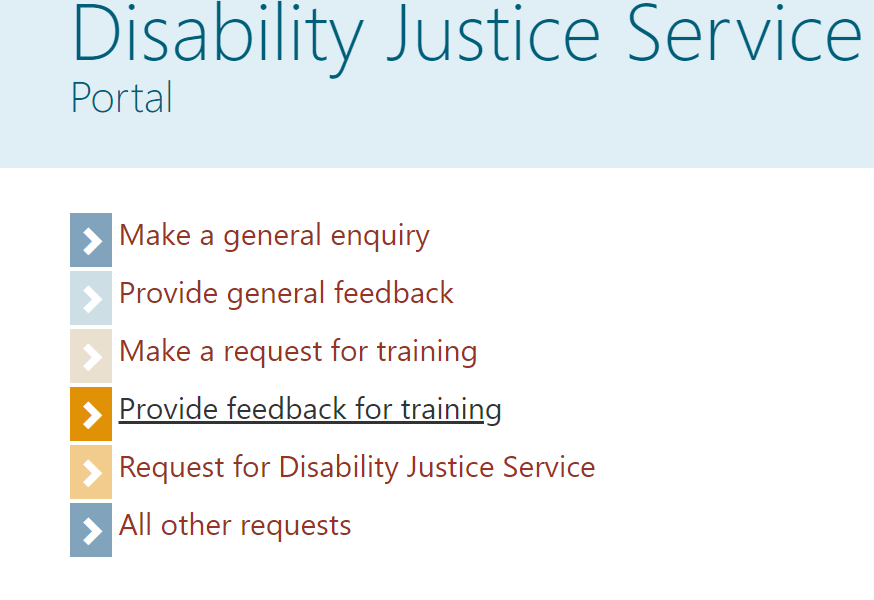 Disability Justice Service
Portal
Make a general enquiry
Provide general feedback
Make a request for training
Provide feedback for training
Request for Disability Justice Service
All other requests